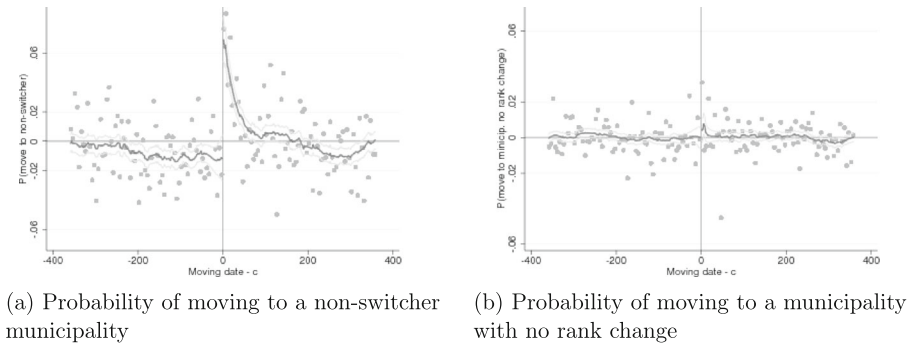 P(move to non-switcher)
.06
.02
0
-.02
-.06
-400
-200
0
200
400
Moving date - c
P(move to minicip, no rank change)
.06
.02
0
-.02
-.06
-400
-200
0
200
400
Moving date - c
(a) Probability of moving to a non-switcher
municipality
(b) Probability of moving to a municipality
with no rank change